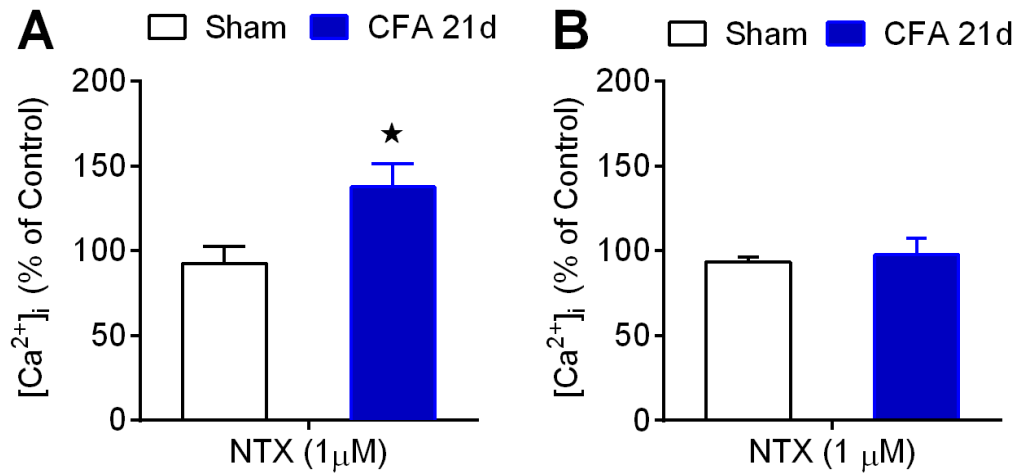 A
Sham CFA 21d
[Ca²⁺]ᵢ (% of Control)
200
150
100
50
0
★
NTX (1μM)
B
Sham CFA 21d
[Ca²⁺]ᵢ (% of Control)
200
150
100
50
0
NTX (1 μM)